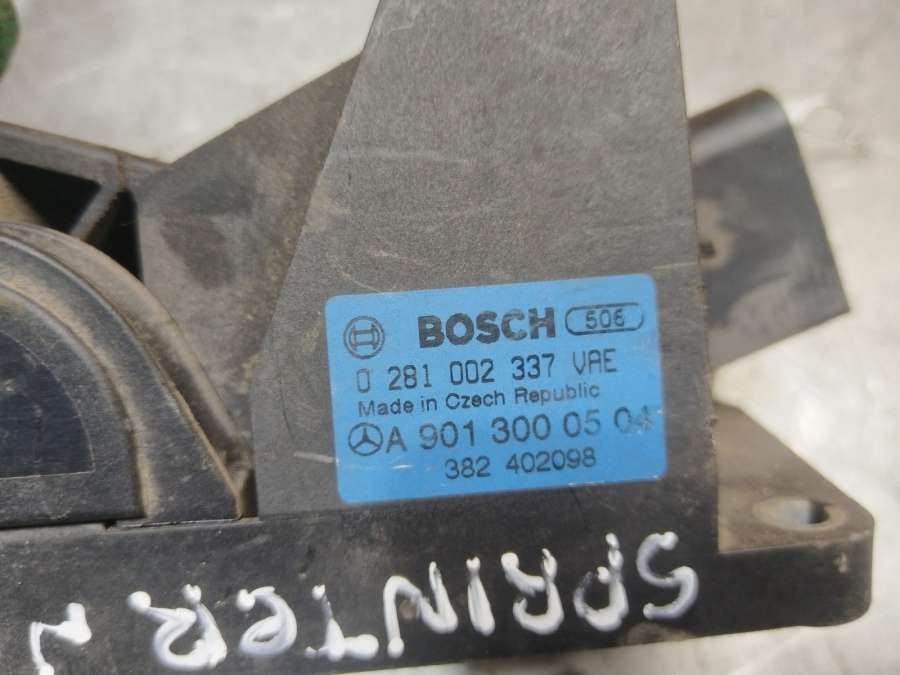 BOSCH 506
0 281 002 337 VAE
Made in Czech Republic
A 901 300 05 04
382 402098
SPRINTER N